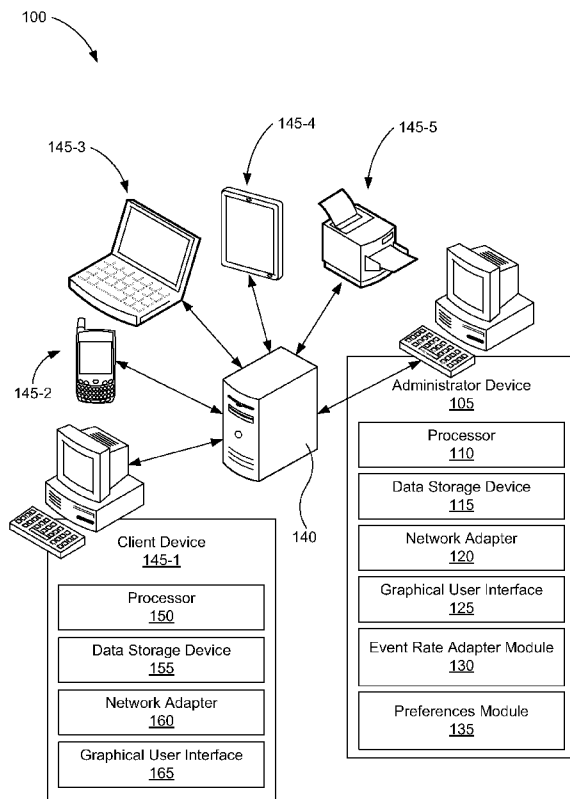 100
145-3
145-4
145-5
145-2
140
Administrator Device
105
Processor
110
Data Storage Device
115
Network Adapter
120
Graphical User Interface
125
Event Rate Adapter Module
130
Preferences Module
135
Client Device
145-1
Processor
150
Data Storage Device
155
Network Adapter
160
Graphical User Interface
165